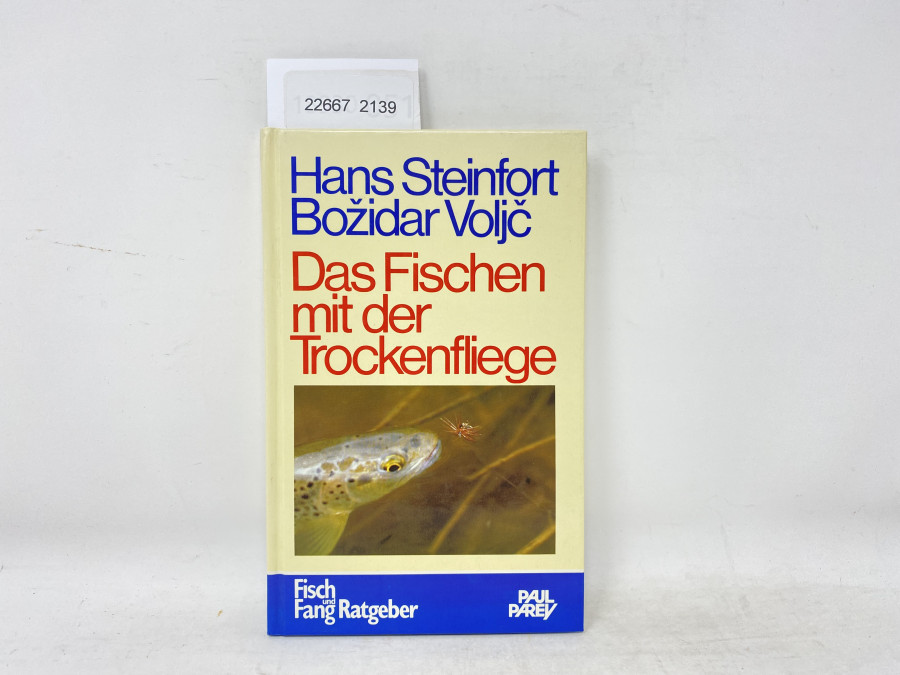 22667 2139
Hans Steinfort
Božidar Voljč
Das Fischen
mit der
Trockenfliege
Fisch
und
Fang Ratgeber
PAUL
PAREY